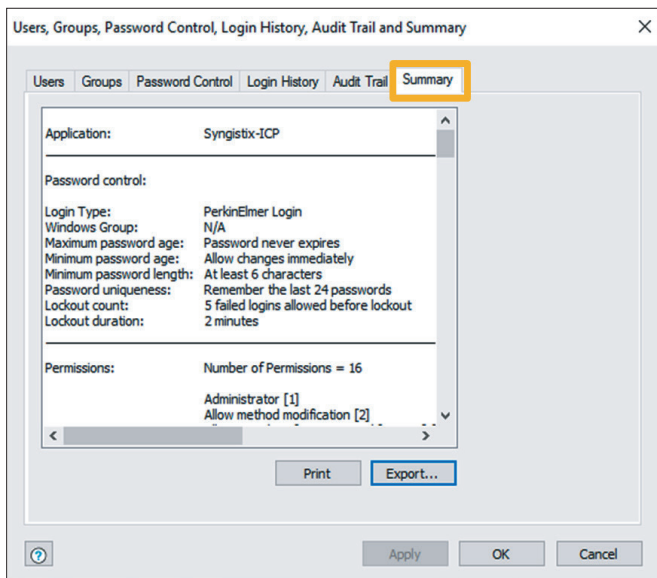 Users, Groups, Password Control, Login History, Audit Trail and Summary
Users Groups Password Control Login History Audit Trail Summary
Application: Syngistix-ICP
Password control:
Login Type: PerkinElmer Login
Windows Group: N/A
Maximum password age: Password never expires
Minimum password age: Allow changes immediately
Minimum password length: At least 6 characters
Password uniqueness: Remember the last 24 passwords
Lockout count: 5 failed logins allowed before lockout
Lockout duration: 2 minutes
Permissions: Number of Permissions = 16
Administrator [1]
Allow method modification [2]
Print Export...
? Apply OK Cancel